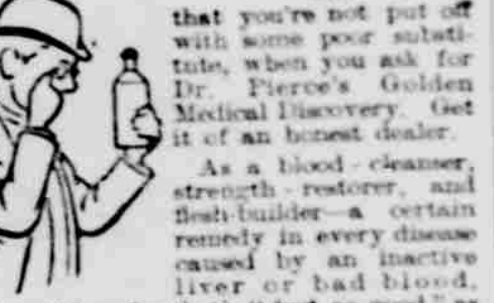 that you're not put off
with some poor substi-
tute, when you ask for
Dr. Pierce's Golden
Medical Discovery. Get
it of an honest dealer.
As a blood-cleanser,
strength-restorer, and
flesh-builder—a certain
remedy in every disease
caused by an inactive
liver or bad blood,